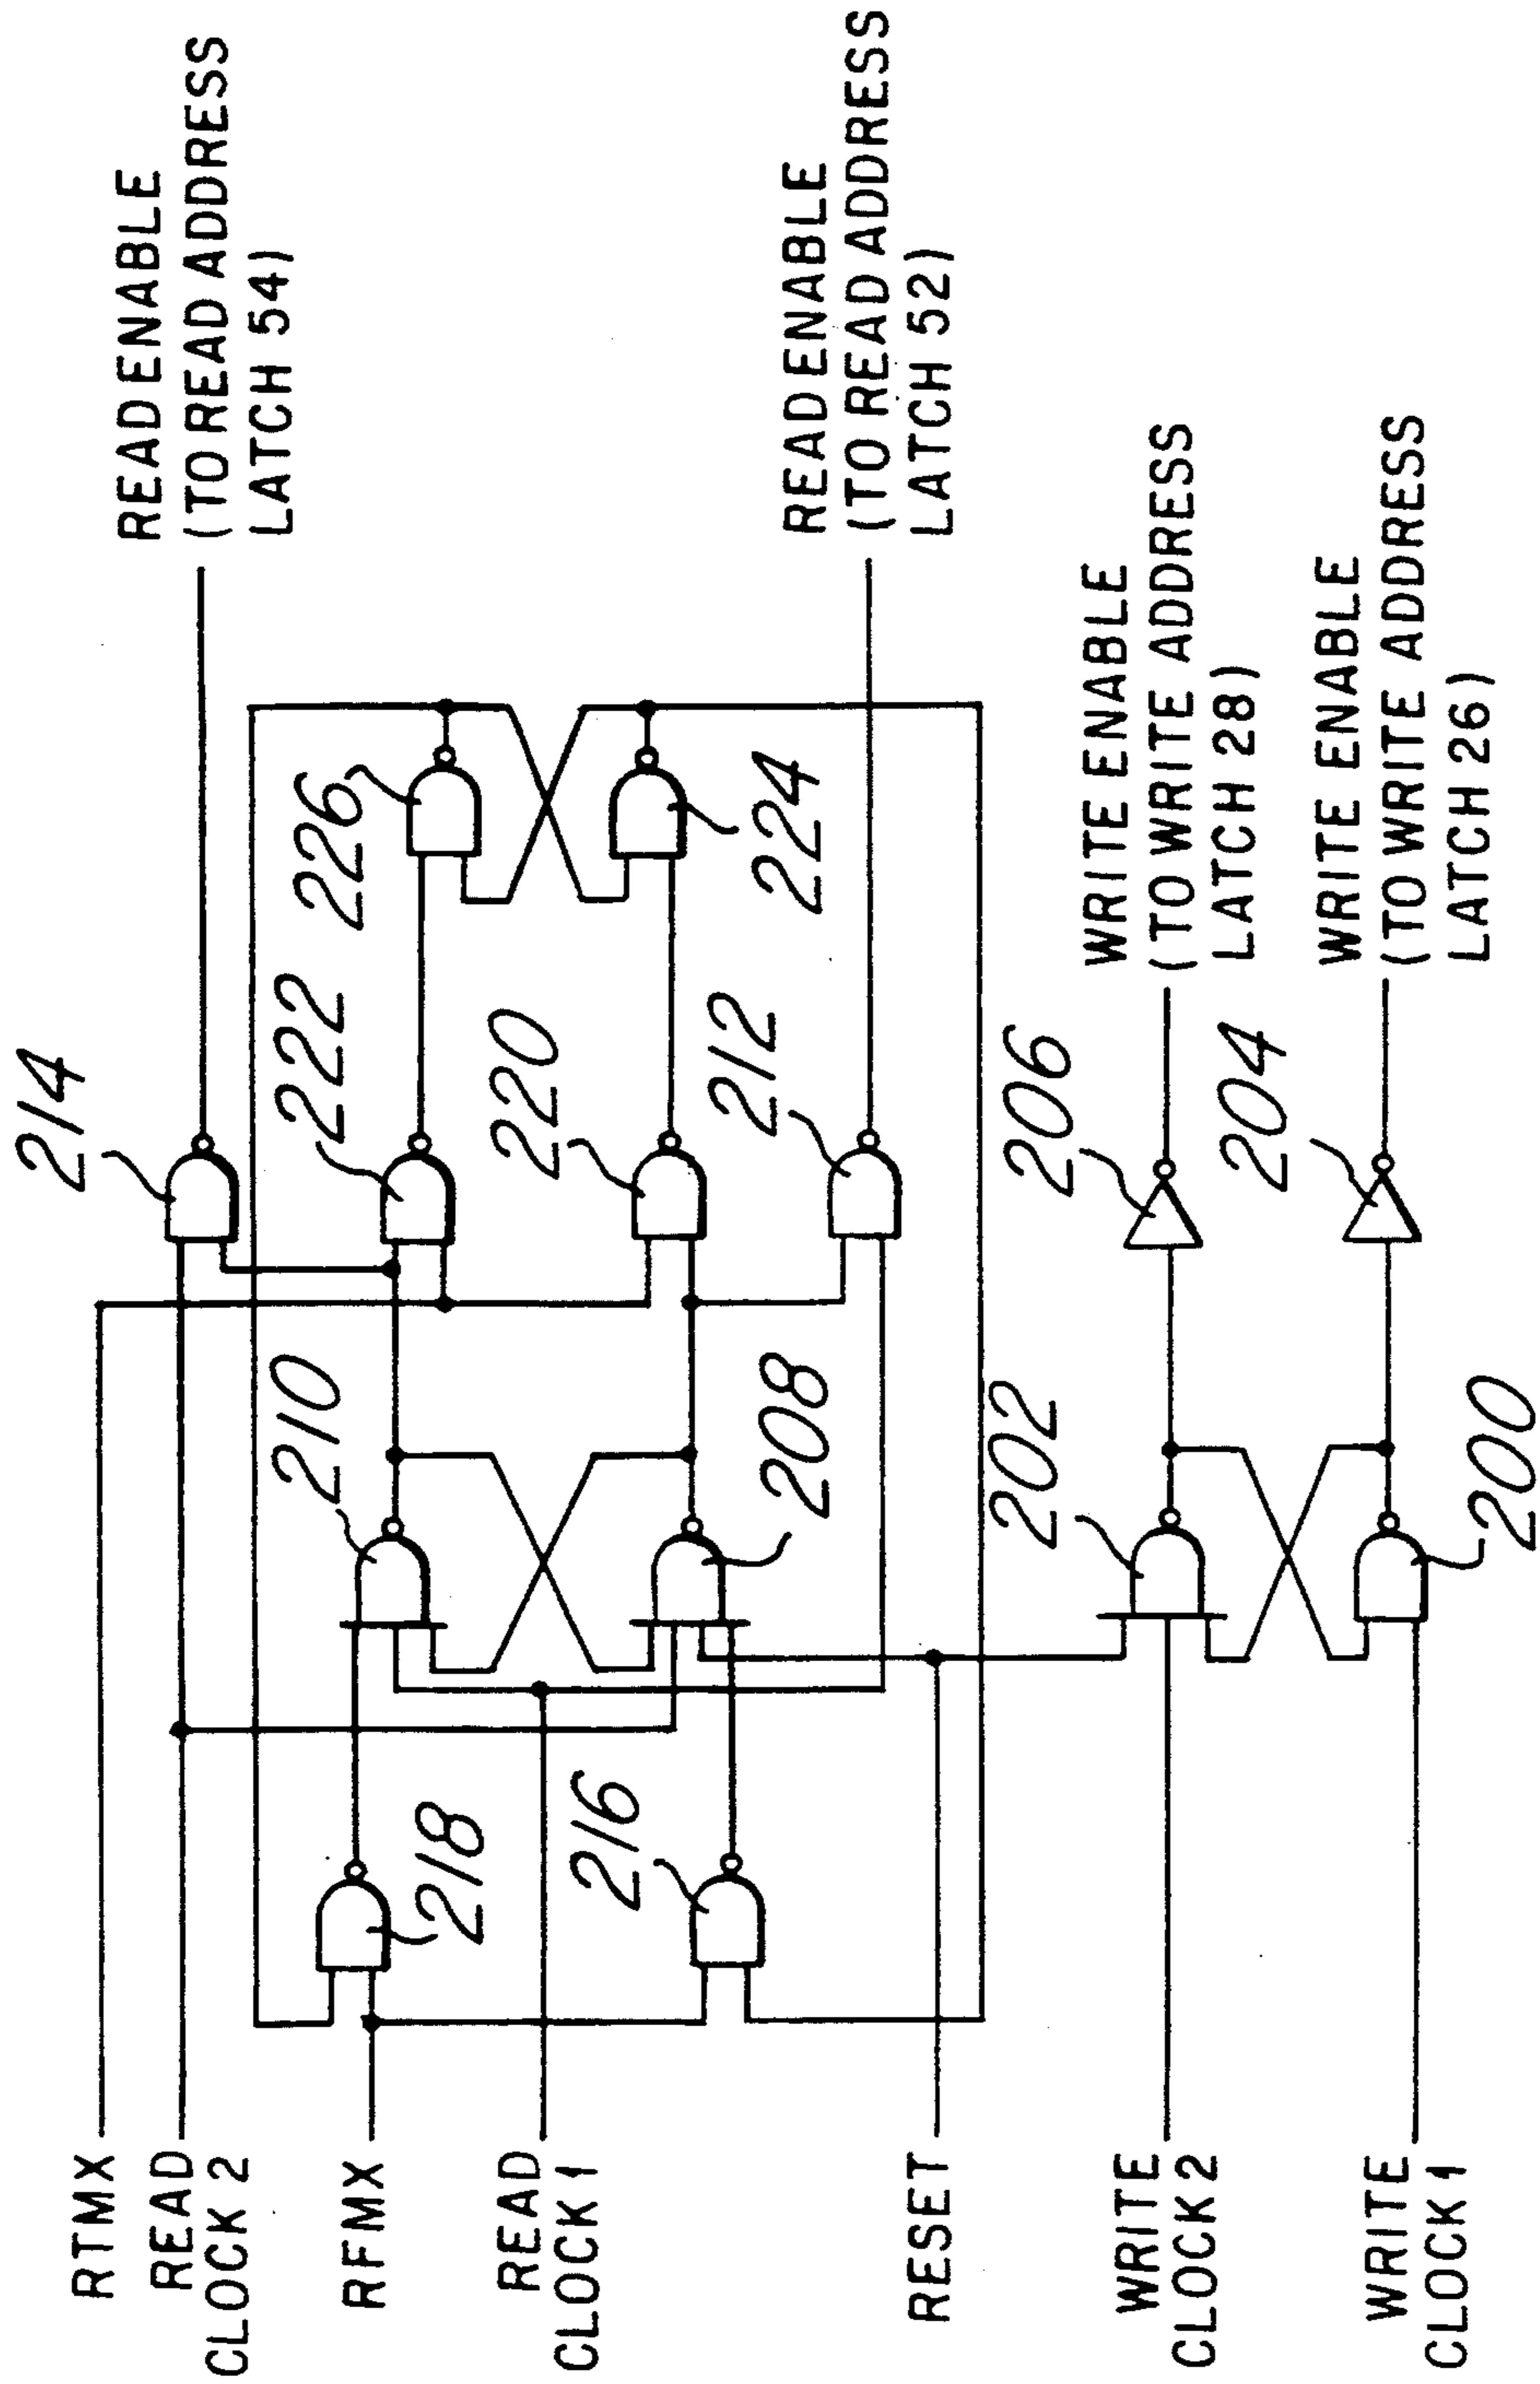 RTMX
READ
CLOCK 2
RFMX
READ
CLOCK 1
RESET
WRITE
CLOCK 2
WRITE
CLOCK 1
218
216
210
208
202
200
214
222
220
212
206
204
226
224
READ ENABLE
(TO READ ADDRESS
LATCH 54)
READ ENABLE
(TO READ ADDRESS
LATCH 52)
WRITE ENABLE
(TO WRITE ADDRESS
LATCH 28)
WRITE ENABLE
(TO WRITE ADDRESS
LATCH 26)